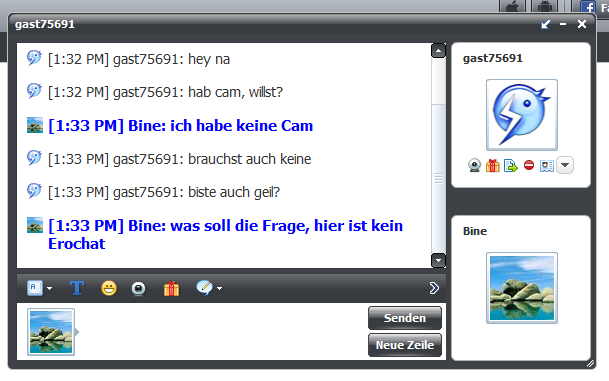 Fa
gast75691
[1:32 PM] gast75691: hey na
[1:32 PM] gast75691: hab cam, willst?
[1:33 PM] Bine: ich habe keine Cam
[1:33 PM] gast75691: brauchst auch keine
[1:33 PM] gast75691: biste auch geil?
[1:33 PM] Bine: was soll die Frage, hier ist kein
Erochat
gast75691
Bine
A
T
Senden
Neue Zeile